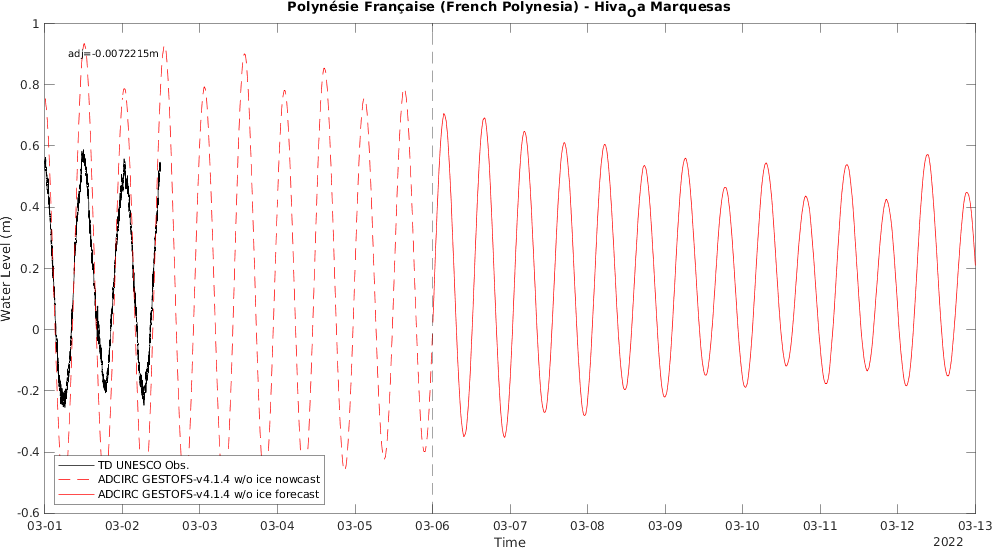 Polynésie Française (French Polynesia) - HivaOa Marquesas
adj=-0.0072215m
1
0.8
0.6
0.4
0.2
0
-0.2
-0.4
-0.6
Water Level (m)
TD UNESCO Obs.
ADCIRC GESTOFS-v4.1.4 w/o ice nowcast
ADCIRC GESTOFS-v4.1.4 w/o ice forecast
03-01 03-02 03-03 03-04 03-05 03-06 03-07 03-08 03-09 03-10 03-11 03-12 03-13
Time
2022